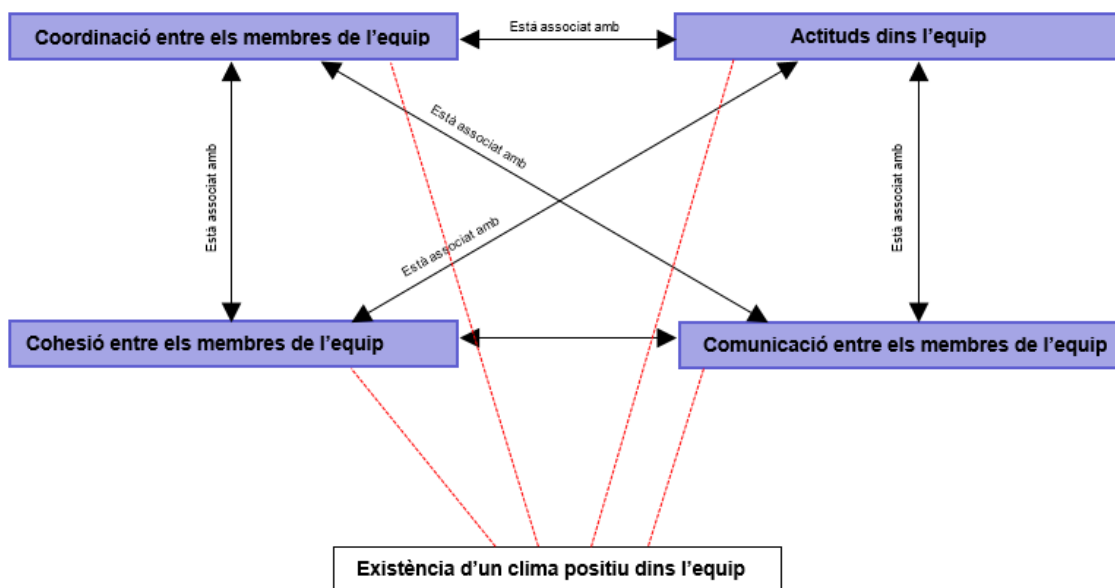 Està associat amb
Coordinació entre els membres de l'equip
Actituds dins l'equip
Està associat amb
Està associat amb
Està associat amb
Està associat amb
Cohesió entre els membres de l'equip
Comunicació entre els membres de l'equip
Existència d'un clima positiu dins l'equip